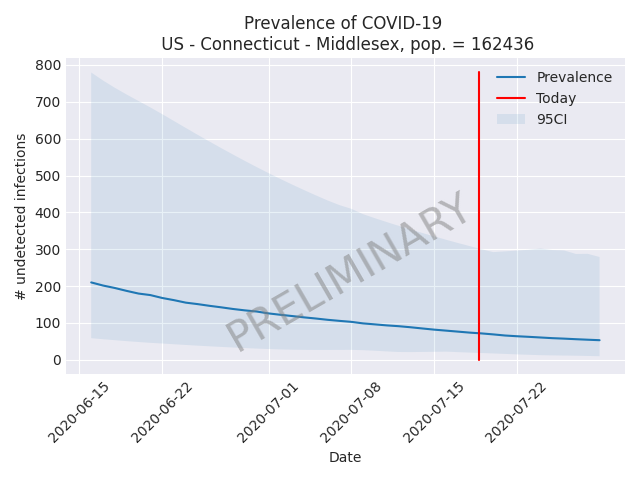 Prevalence of COVID-19
US - Connecticut - Middlesex, pop. = 162436
800
700
600
500
400
300
200
100
0
# undetected infections
Prevalence
Today
95CI
PRELIMINARY
2020-06-15
2020-06-22
2020-07-01
2020-07-08
2020-07-15
2020-07-22
Date